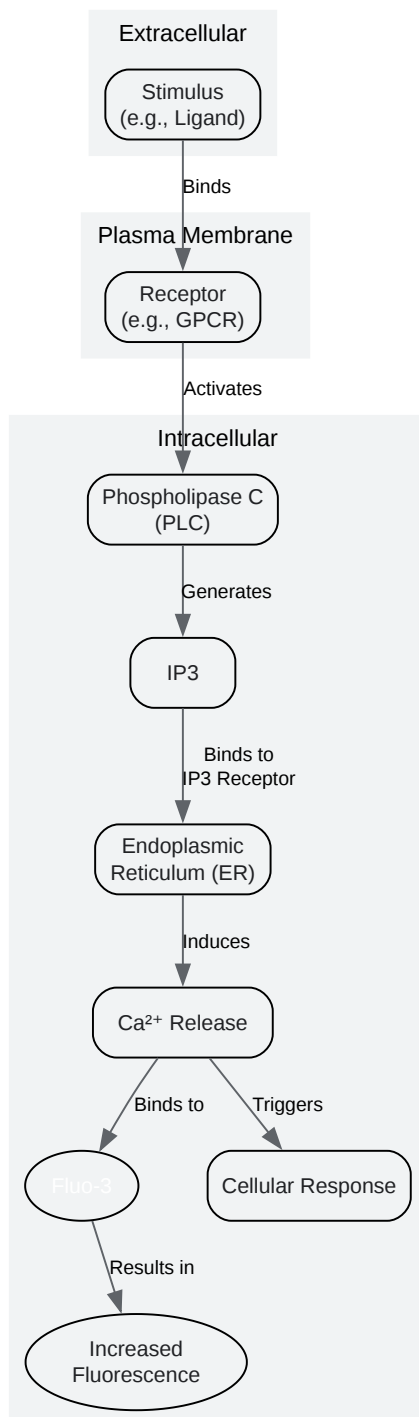 Extracellular
Stimulus
(e.g., Ligand)
Binds
Plasma Membrane
Receptor
(e.g., GPCR)
Activates
Intracellular
Phospholipase C
(PLC)
Generates
IP3
Binds to
IP3 Receptor
Endoplasmic
Reticulum (ER)
Induces
Ca²⁺ Release
Binds to
Triggers
Fluo-3
Cellular Response
Results in
Increased
Fluorescence